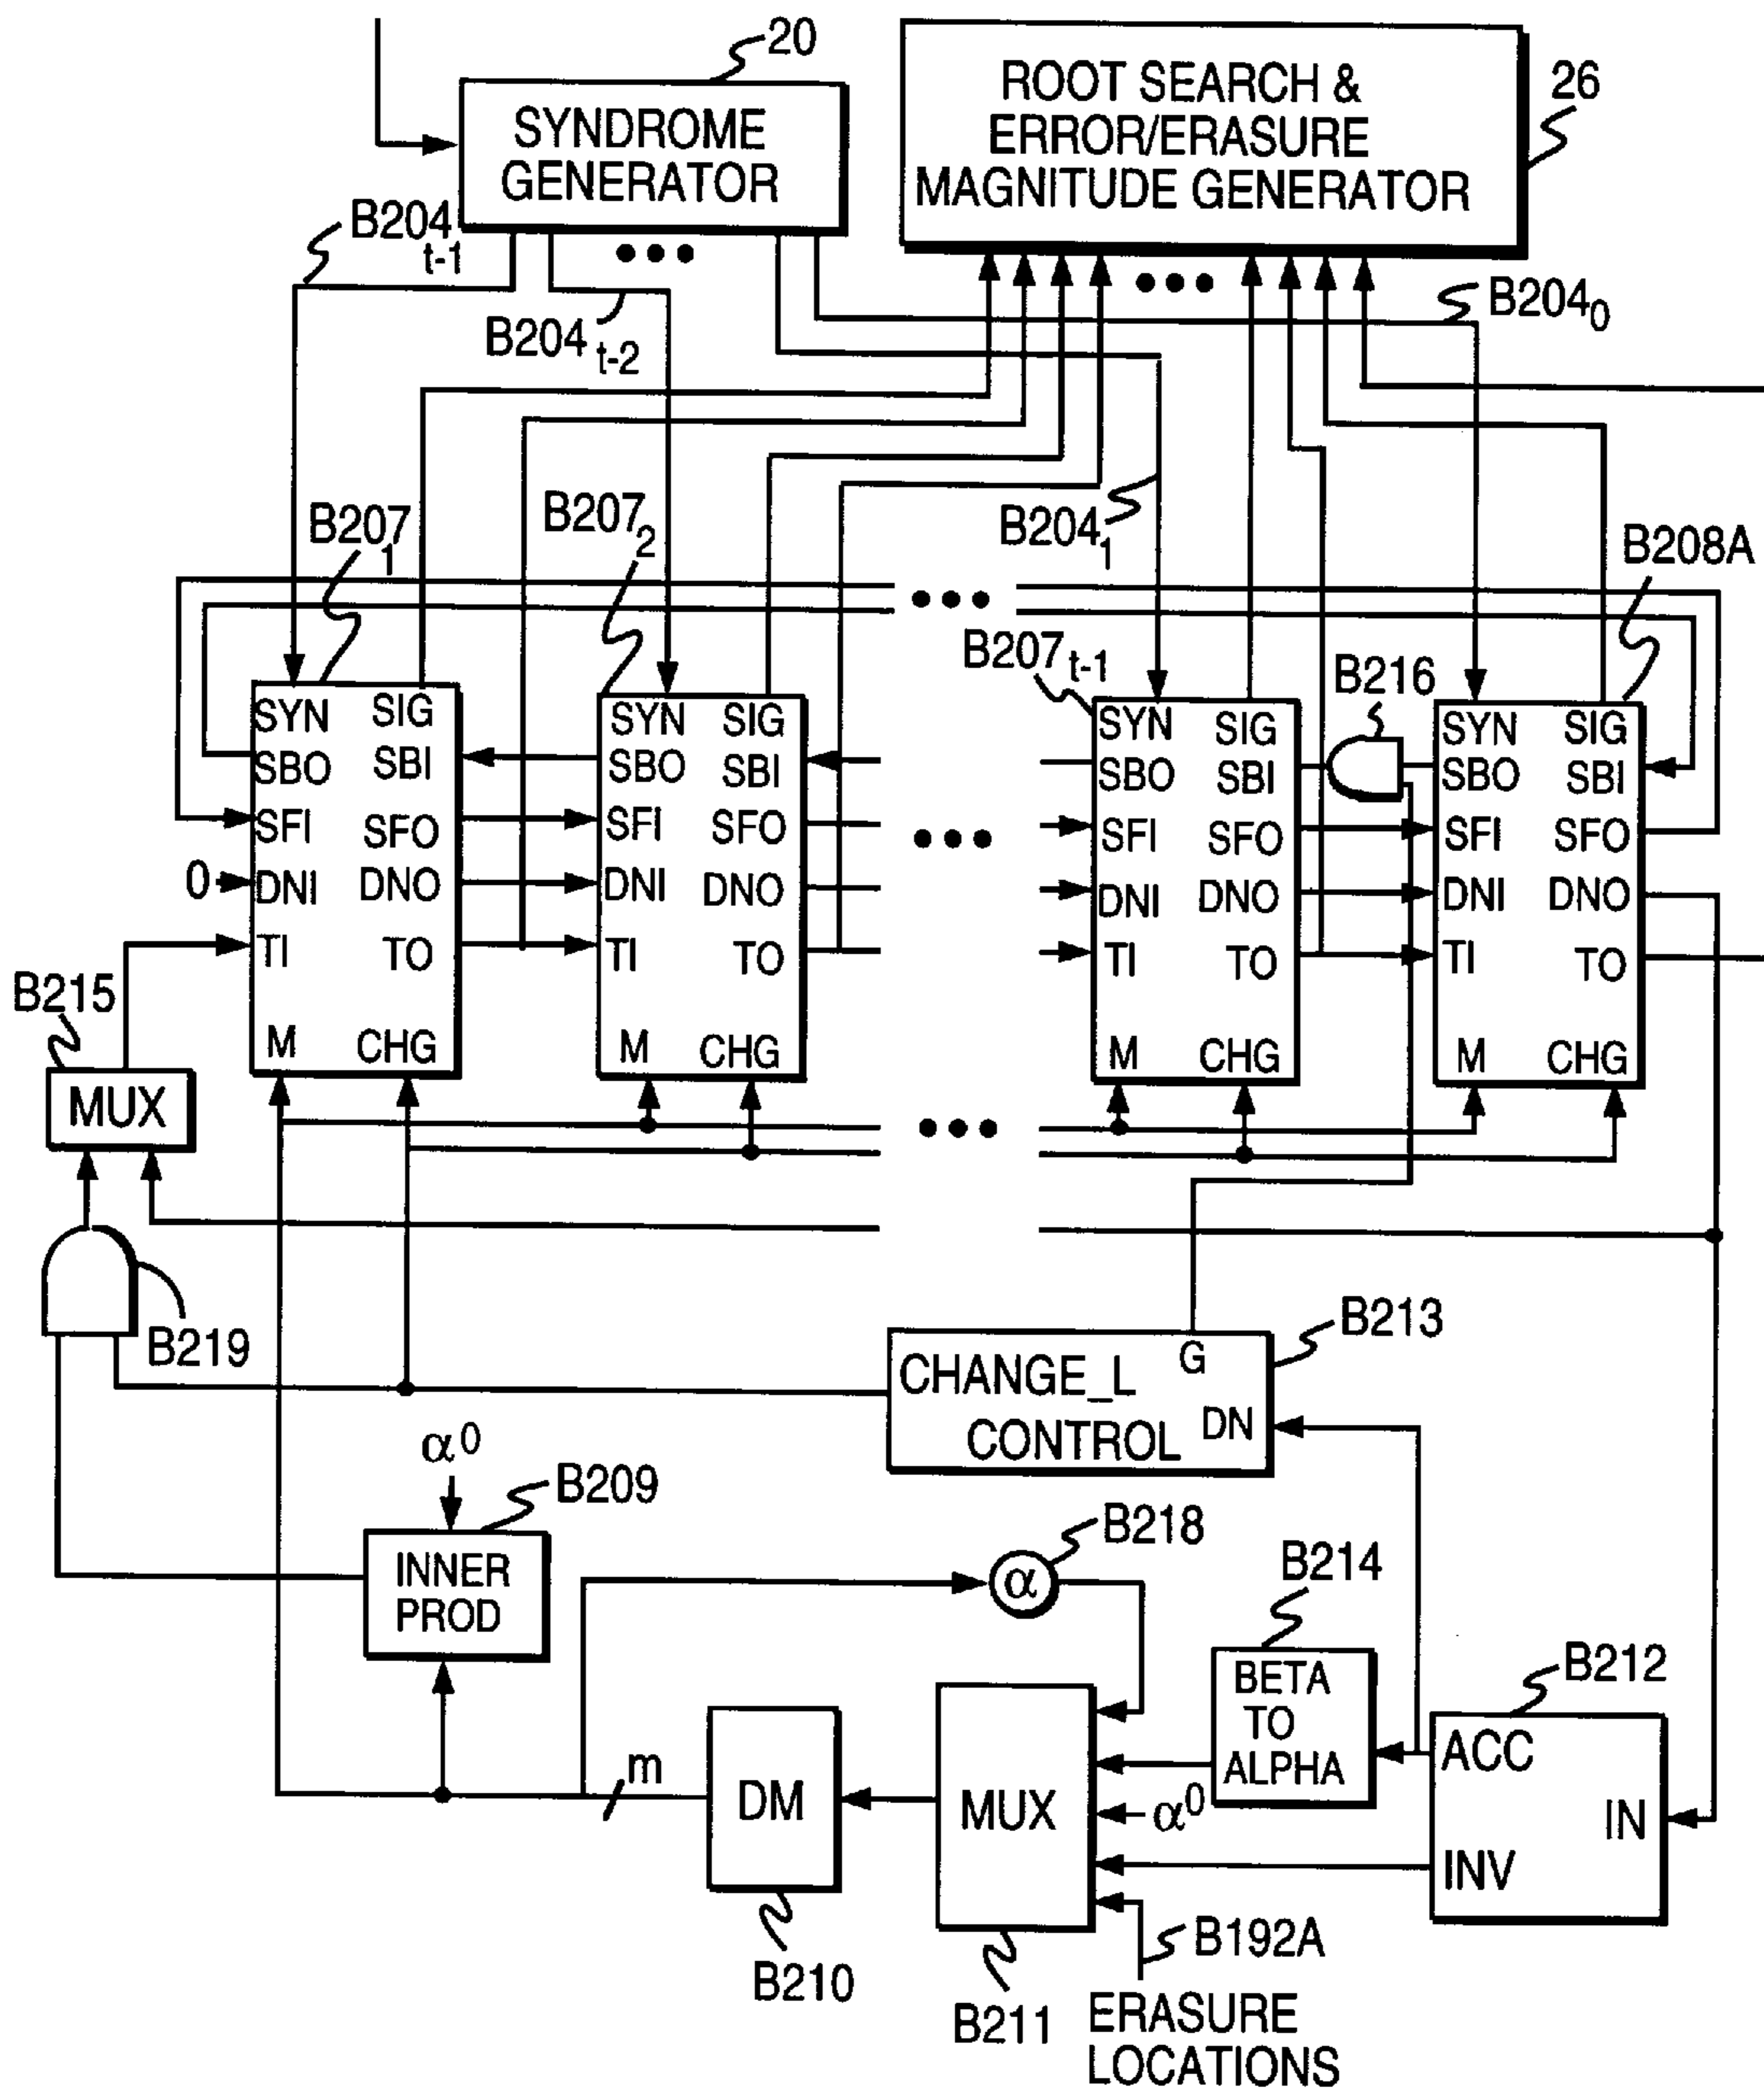 20
SYNDROME
GENERATOR
ROOT SEARCH &
ERROR/ERASURE
MAGNITUDE GENERATOR
26
B204 t-1
B204 t-2
B204 0
B204 1
B207 1
B207 2
B207 t-1
B216
B208A
SYN SIG
SBO SBI
SFI SFO
0 DNI DNO
TI TO
M CHG
SYN SIG
SBO SBI
SFI SFO
DNI DNO
TI TO
M CHG
SYN SIG
SBO SBI
SFI SFO
DNI DNO
TI TO
M CHG
SYN SIG
SBO SBI
SFI SFO
DNI DNO
TI TO
M CHG
B215
MUX
B219
B213
G
CHANGE_L
CONTROL
DN
α0
B209
INNER
PROD
B218
α
B214
BETA
TO
ALPHA
B212
ACC
IN
INV
m
DM
MUX
α0
B210
B211
B192A
ERASURE
LOCATIONS